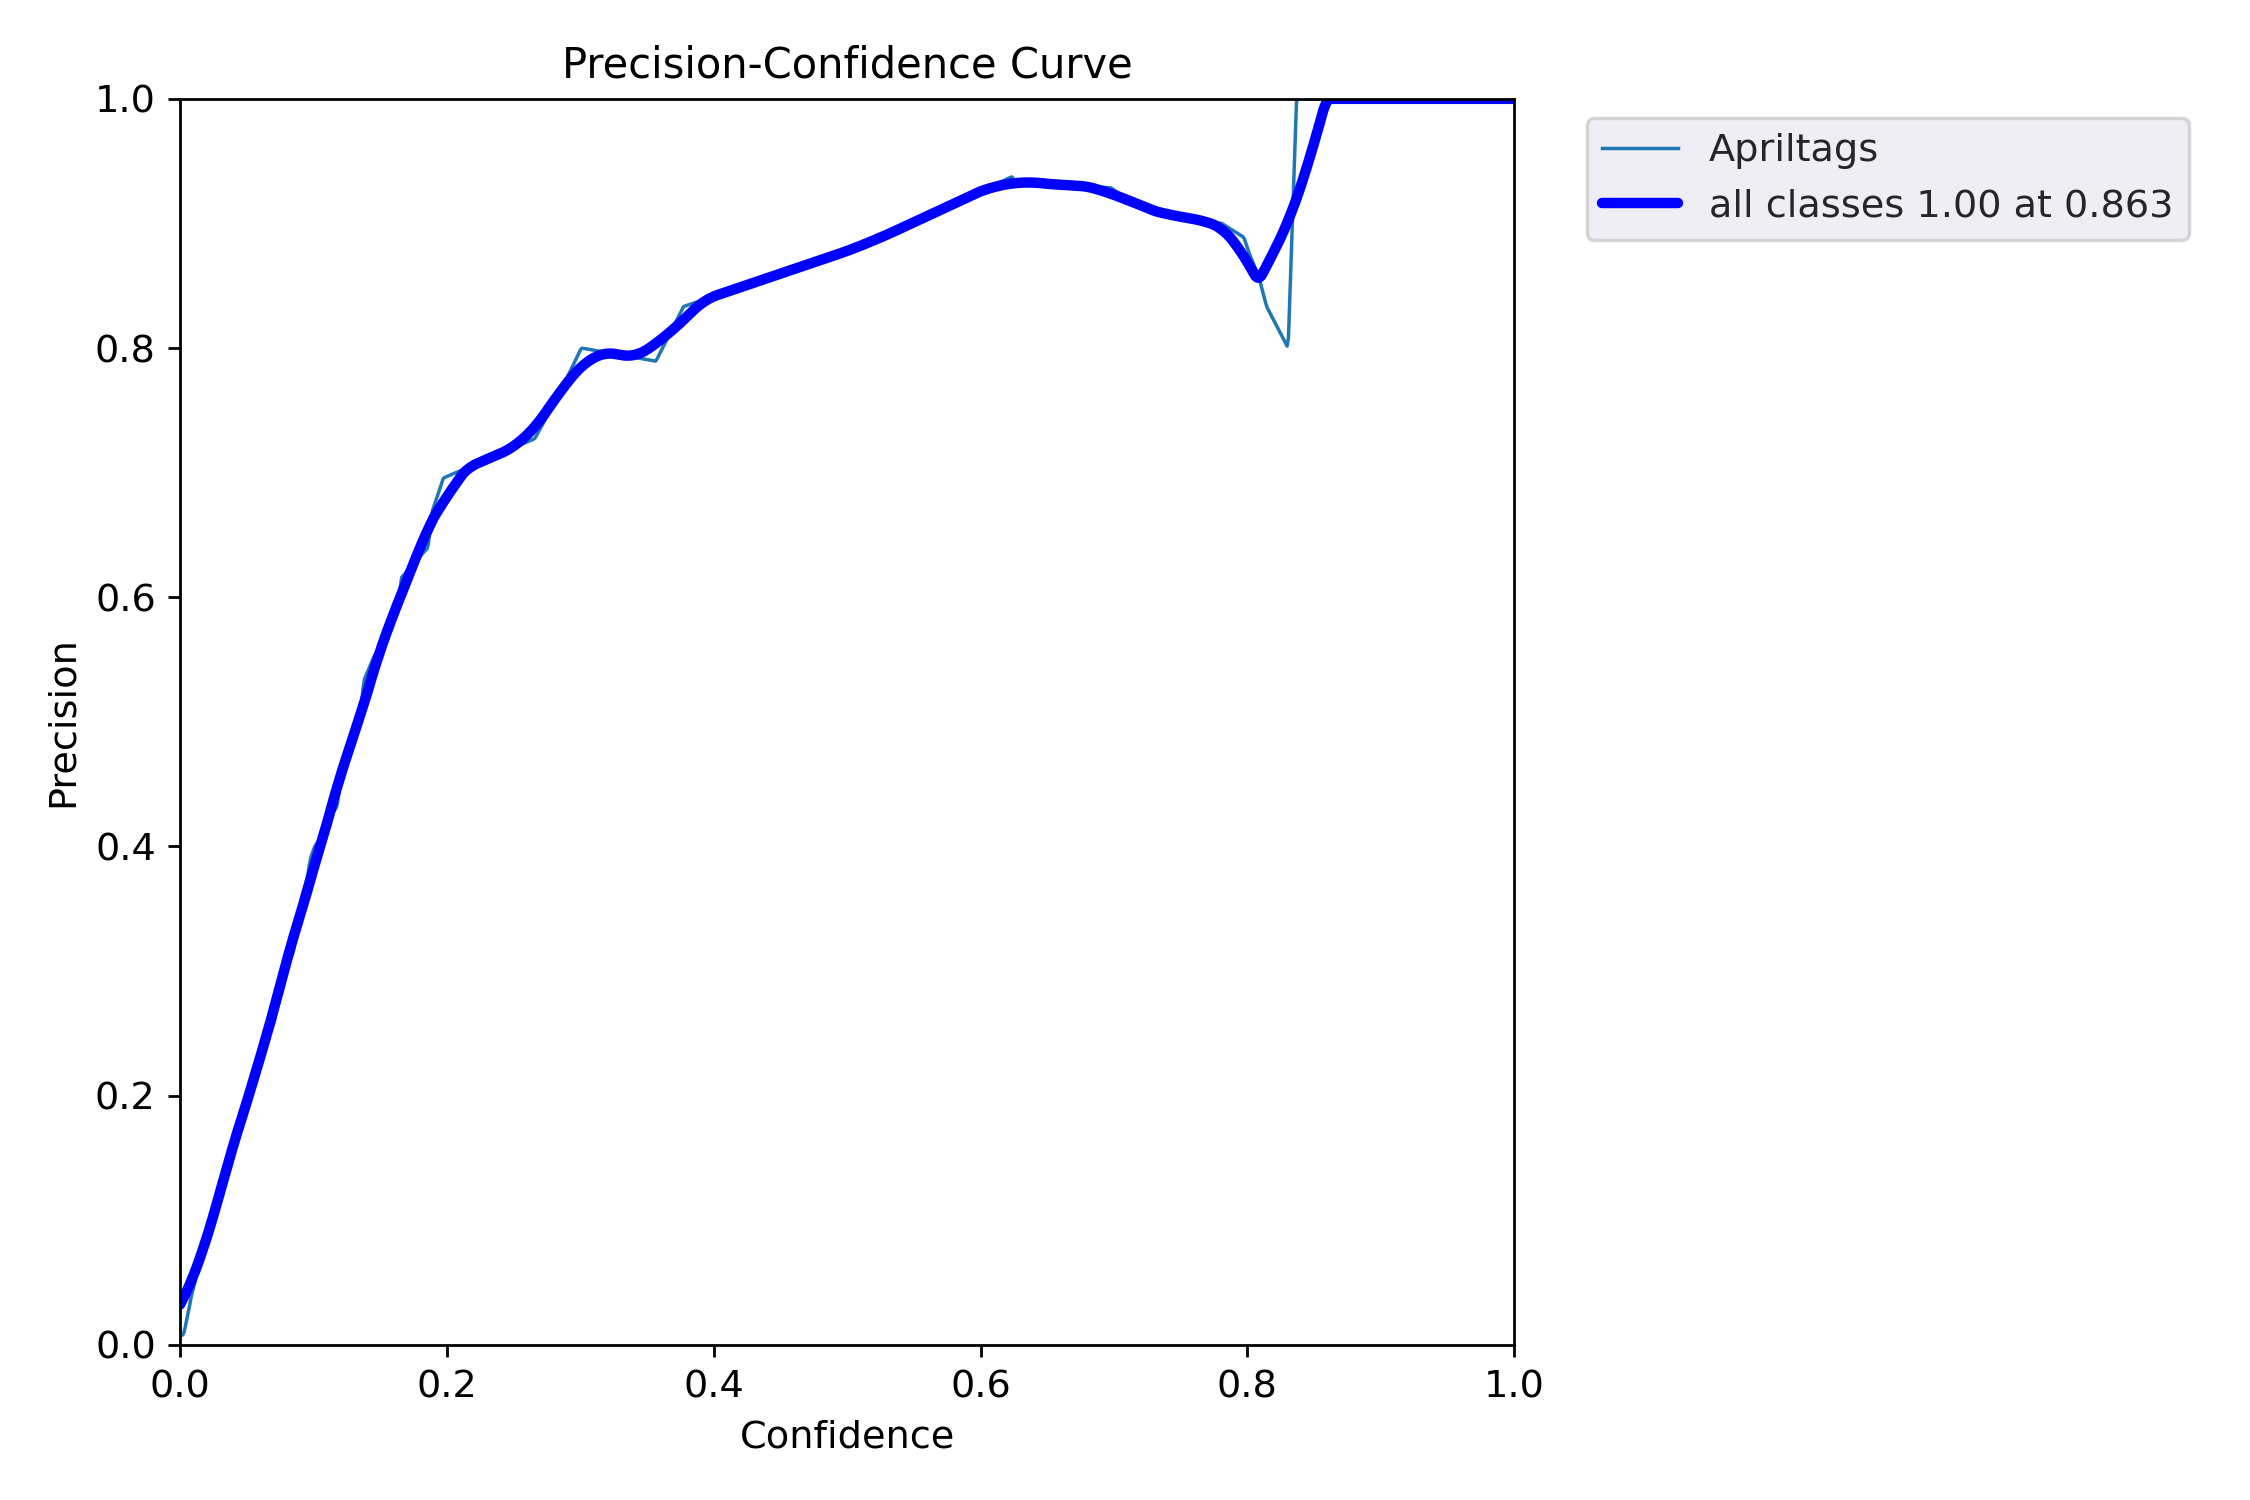 Precision-Confidence Curve
1.0
0.8
0.6
0.4
0.2
0.0
Precision
0.0 0.2 0.4 0.6 0.8 1.0
Confidence
Apriltags
all classes 1.00 at 0.863